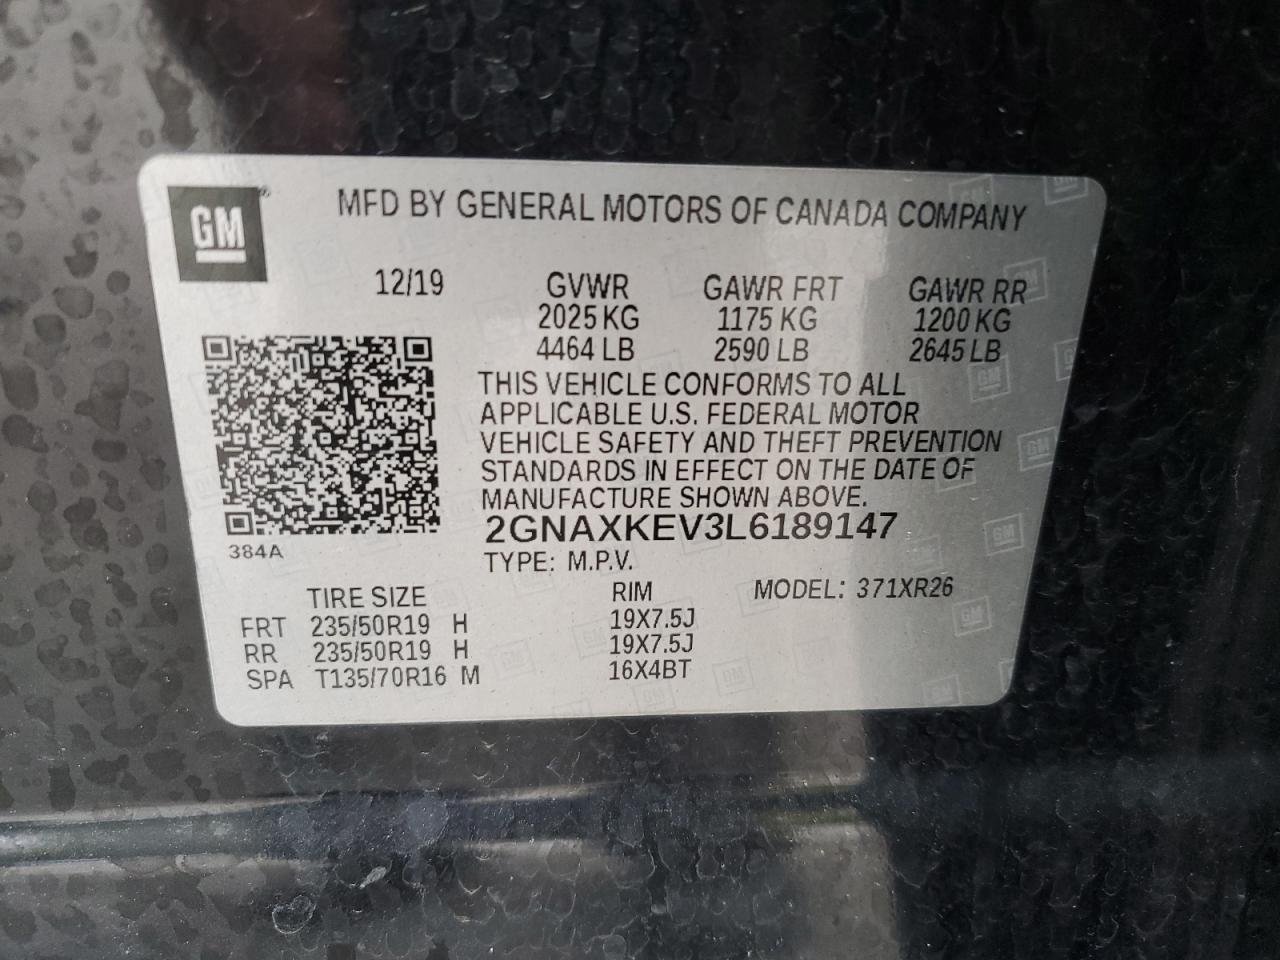 GM®
MFD BY GENERAL MOTORS OF CANADA COMPANY
12/19 GVWR GAWR FRT GAWR RR
2025 KG 1175 KG 1200 KG
4464 LB 2590 LB 2645 LB
THIS VEHICLE CONFORMS TO ALL
APPLICABLE U.S. FEDERAL MOTOR
VEHICLE SAFETY AND THEFT PREVENTION
STANDARDS IN EFFECT ON THE DATE OF
MANUFACTURE SHOWN ABOVE.
2GNAXKEV3L6189147
384A
TYPE: M.P.V.
TIRE SIZE RIM MODEL: 371XR26
FRT 235/50R19 H 19X7.5J
RR 235/50R19 H 19X7.5J
SPA T135/70R16 M 16X4BT